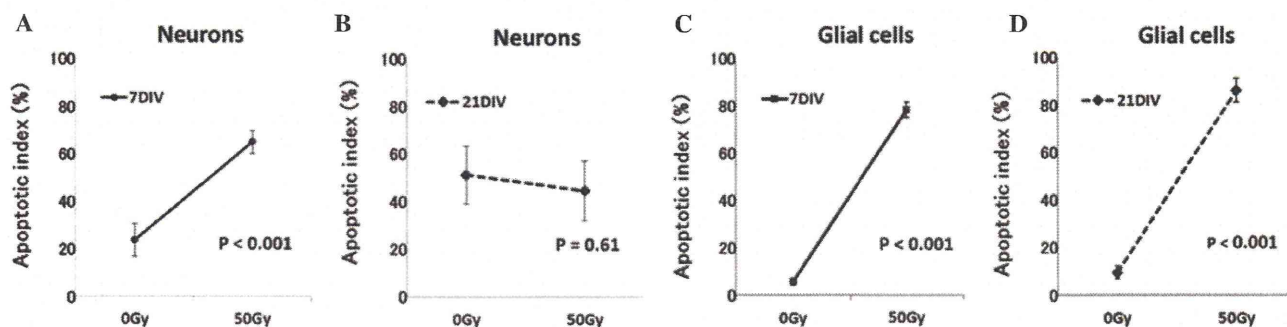 A
Neurons
Apoptotic index (%)
100
80
60
40
20
0
7DIV
P < 0.001
0Gy
50Gy
B
Neurons
Apoptotic index (%)
100
80
60
40
20
0
21DIV
P = 0.61
0Gy
50Gy
C
Glial cells
Apoptotic index (%)
100
80
60
40
20
0
7DIV
P < 0.001
0Gy
50Gy
D
Glial cells
Apoptotic index (%)
100
80
60
40
20
0
21DIV
P < 0.001
0Gy
50Gy